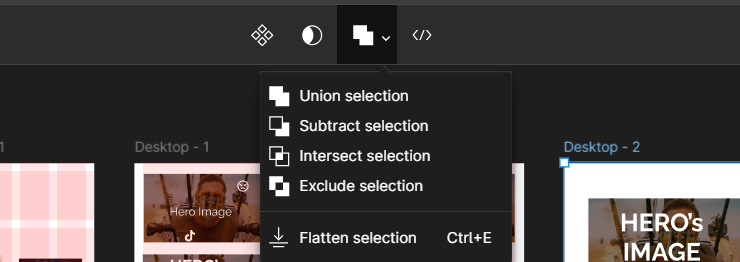 Union selection
Subtract selection
Intersect selection
Exclude selection
Flatten selection Ctrl+E
1
Desktop - 1
Desktop - 2
Hero Image
HERO's
IMAGE